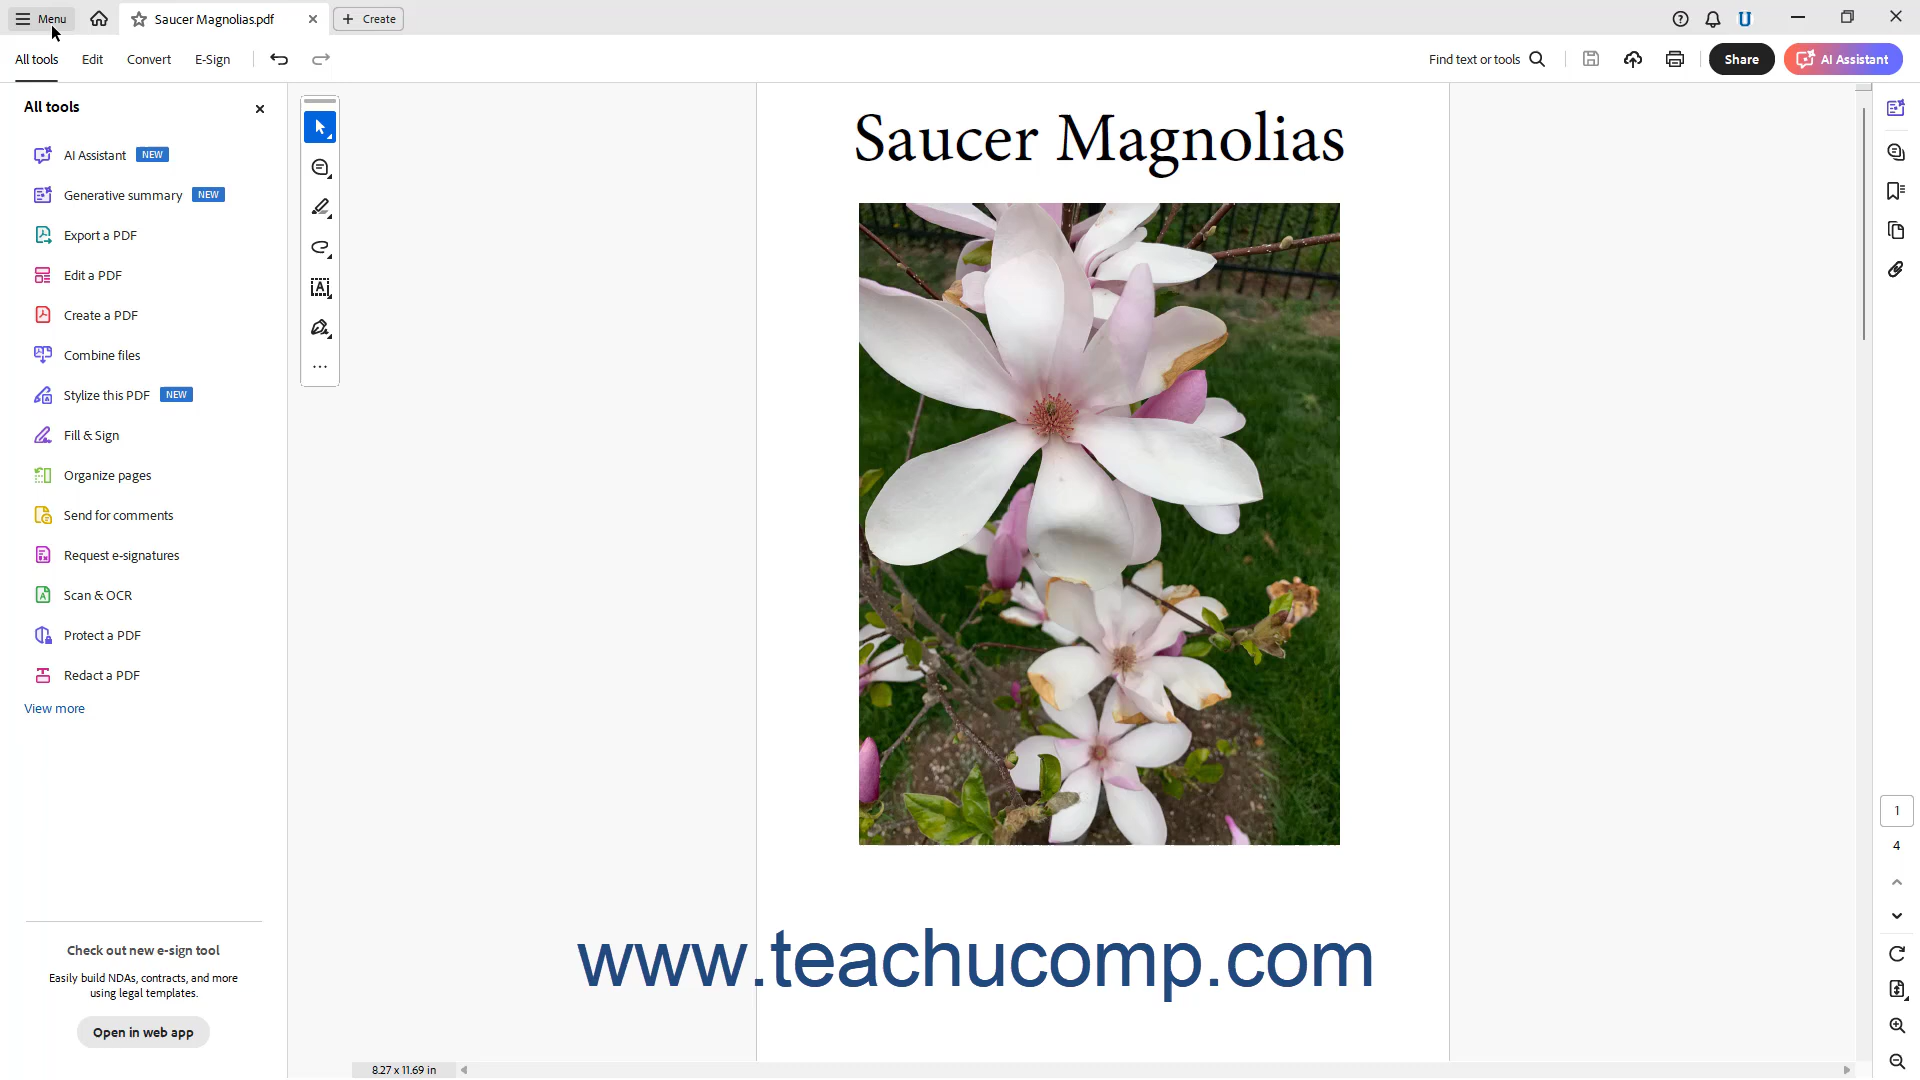 Menu
Saucer Magnolias.pdf
Create
U
All tools
Edit
Convert
E-Sign
Find text or tools
Share
AI Assistant
All tools
AI Assistant NEW
Generative summary NEW
Export a PDF
Edit a PDF
Create a PDF
Combine files
Stylize this PDF NEW
Fill & Sign
Organize pages
Send for comments
Request e-signatures
Scan & OCR
Protect a PDF
Redact a PDF
View more
Check out new e-sign tool
Easily build NDAs, contracts, and more
using legal templates.
Open in web app
Saucer Magnolias
www.teachucomp.com
8.27 x 11.69 in
1
4